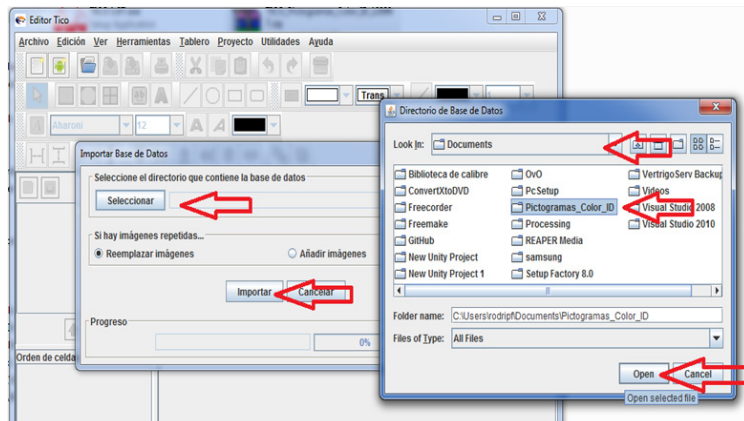 Editor Tico
Archivo Edición Ver Herramientas Tablero Proyecto Utilidades Ayuda
Trans
Aharoni 12
Importar Base de Datos
Seleccione el directorio que contiene la base de datos
Seleccionar
Si hay imágenes repetidas...
Reemplazar imágenes Añadir imágenes
Importar Cancelar
Progreso
0%
Orden de celda
Directorio de Base de Datos
Look In: Documents
Biblioteca de calibre OvO VertrigoServ Backup
ConvertXtoDVD PcSetup Videos
Freecorder Pictogramas_Color_ID Visual Studio 2008
Freemake Processing Visual Studio 2010
GitHub REAPER Media
New Unity Project samsung
New Unity Project 1 Setup Factory 8.0
Folder name: C:\Users\rodripf\Documents\Pictogramas_Color_ID
Files of Type: All Files
Open Cancel
Open selected file